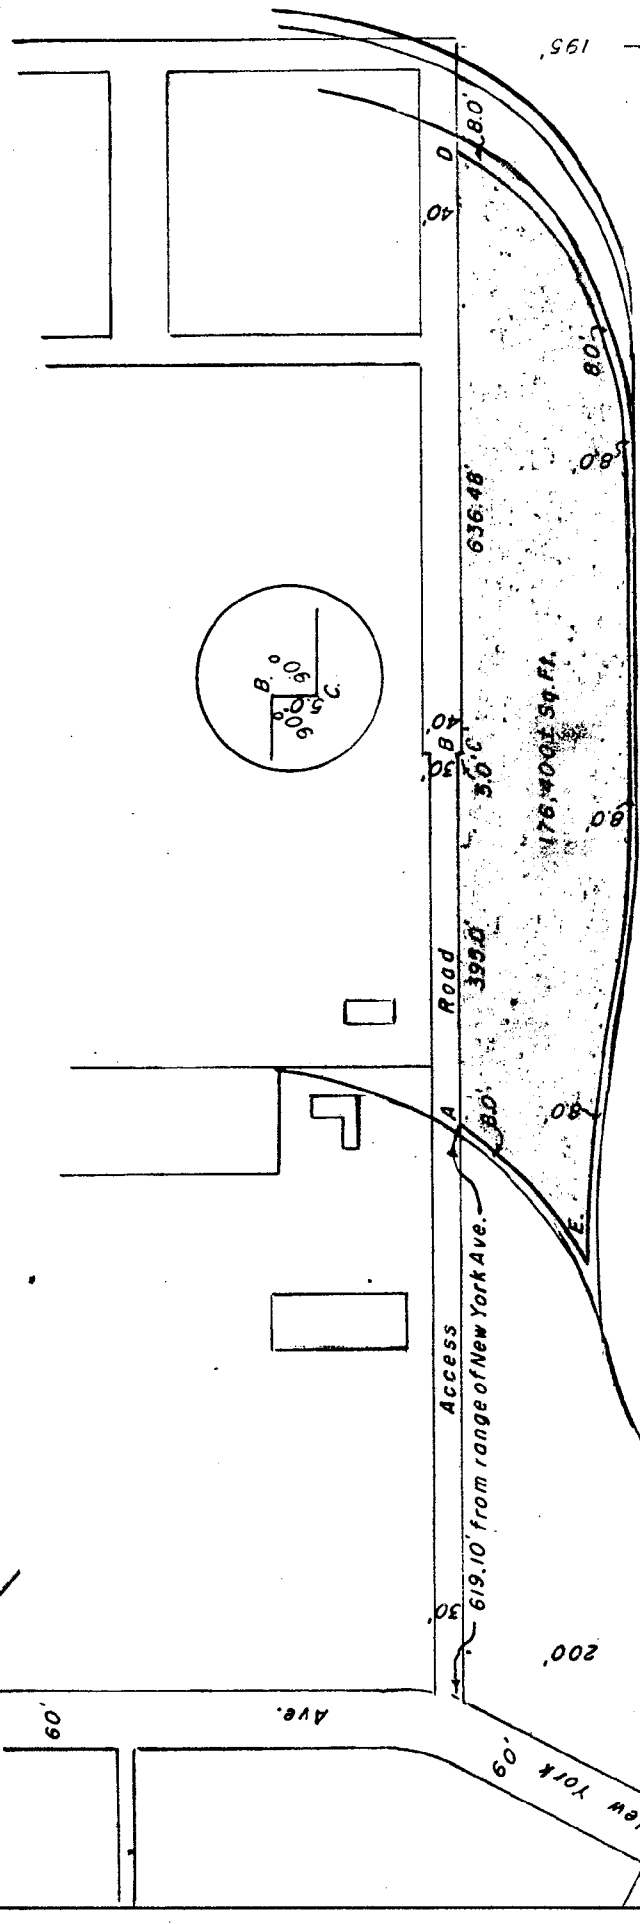 195'
8.0'
D
40'
8.0'
8.0'
636.48'
B
90°
90°
5.0'
C.
40'
B
30'
C
5.0'
176,400± Sq. Ft.
8.0'
Road
395.0'
A
8.0'
8.0'
E.
Access
619.10' from range of New York Ave.
30'
200'
Ave.
60'
60'
York